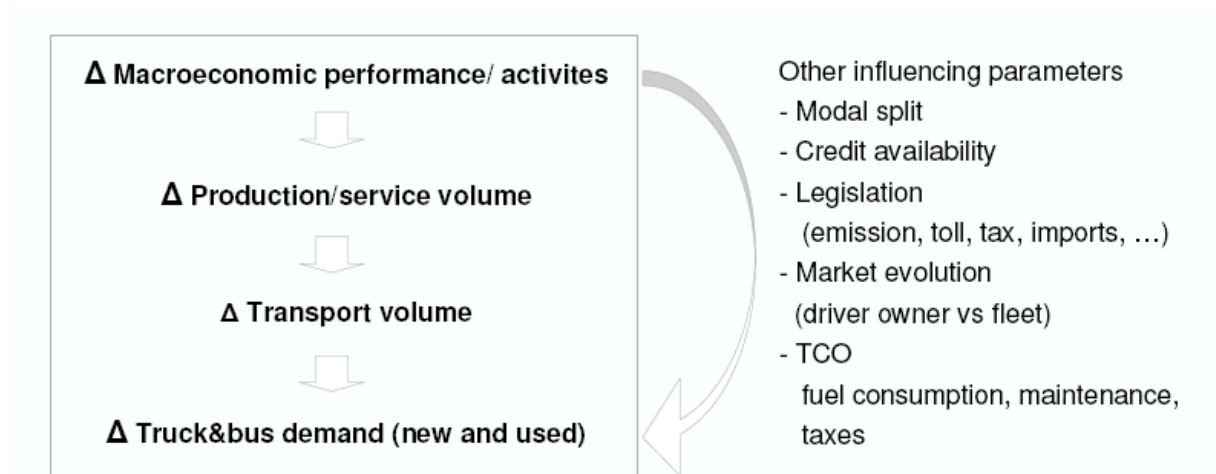 Δ Macroeconomic performance/ activites
Δ Production/service volume
Δ Transport volume
Δ Truck&bus demand (new and used)
Other influencing parameters
- Modal split
- Credit availability
- Legislation
(emission, toll, tax, imports, …)
- Market evolution
(driver owner vs fleet)
- TCO
fuel consumption, maintenance,
taxes